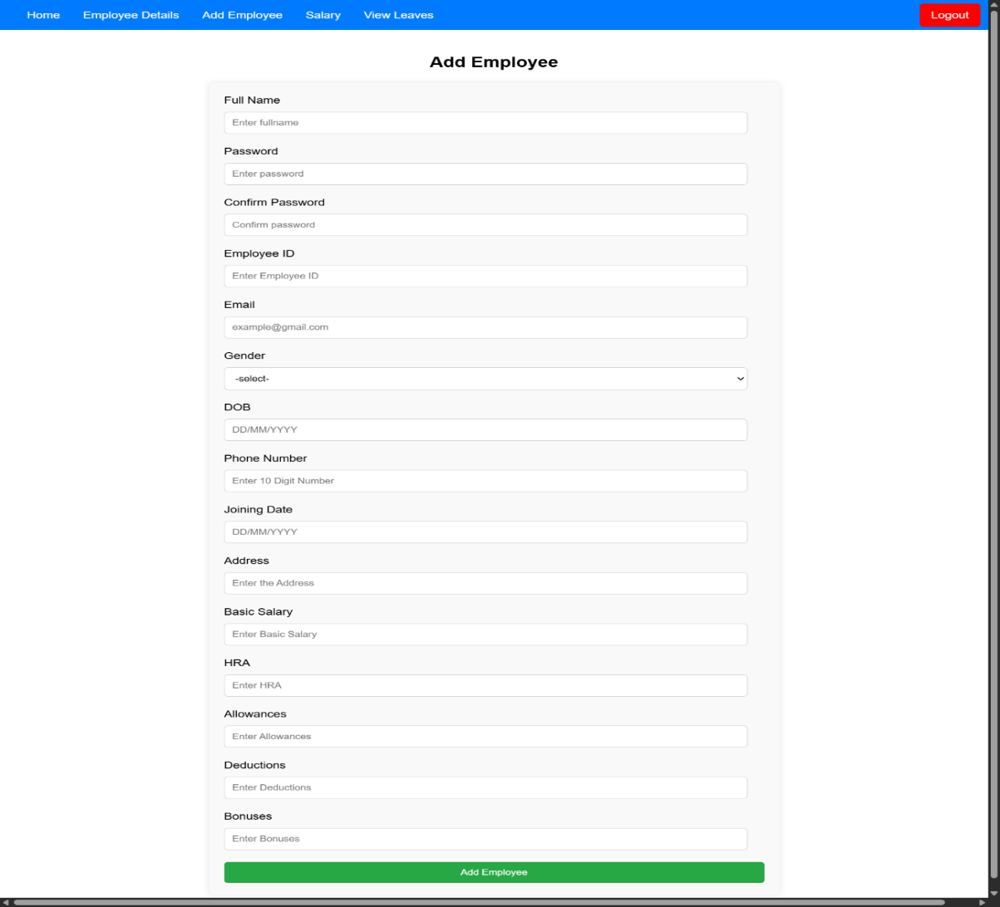 Home Employee Details Add Employee Salary View Leaves Logout
Add Employee
Full Name
Enter fullname
Password
Enter password
Confirm Password
Confirm password
Employee ID
Enter Employee ID
Email
example@gmail.com
Gender
-select-
DOB
DD/MM/YYYY
Phone Number
Enter 10 Digit Number
Joining Date
DD/MM/YYYY
Address
Enter the Address
Basic Salary
Enter Basic Salary
HRA
Enter HRA
Allowances
Enter Allowances
Deductions
Enter Deductions
Bonuses
Enter Bonuses
Add Employee